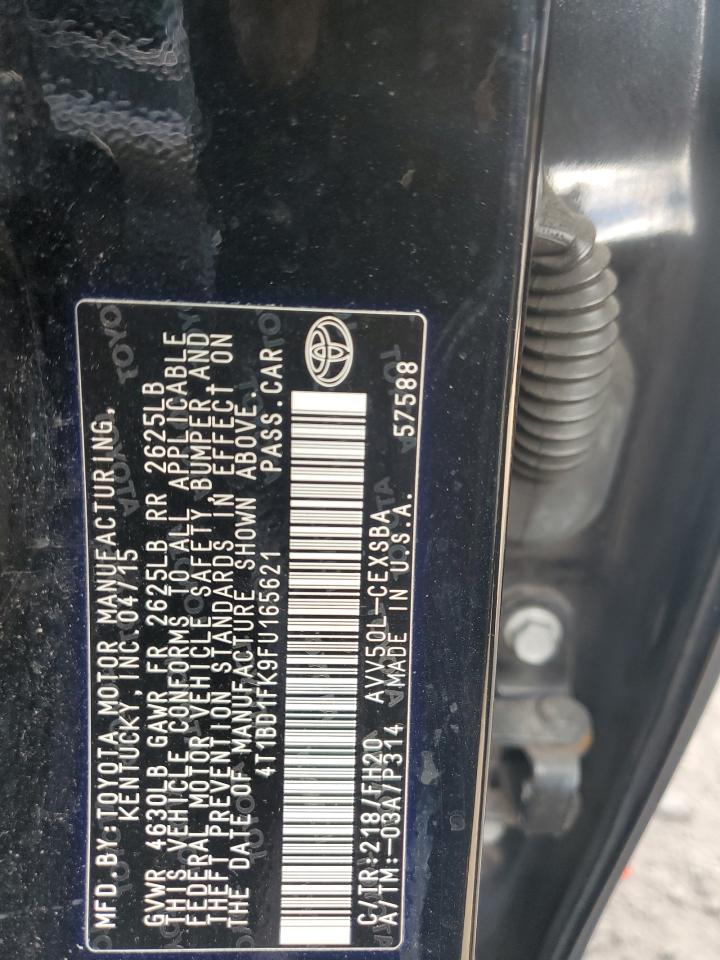 MFD. BY: TOYOTA MOTOR MANUFACTURING,
KENTUCKY, INC. 04/15
GVWR 4630LB GAWR FR 2625LB RR 2625LB
THIS VEHICLE CONFORMS TO ALL APPLICABLE
FEDERAL MOTOR VEHICLE SAFETY, BUMPER AND
THEFT PREVENTION STANDARDS IN EFFECT ON
THE DATE OF MANUFACTURE SHOWN ABOVE.
4T1BD1FK9FU165621 PASS.CAR
C/TR:218/FH20 AVV50L-CEXSBA 57588
A/TM:-03A/P314 MADE IN U.S.A.